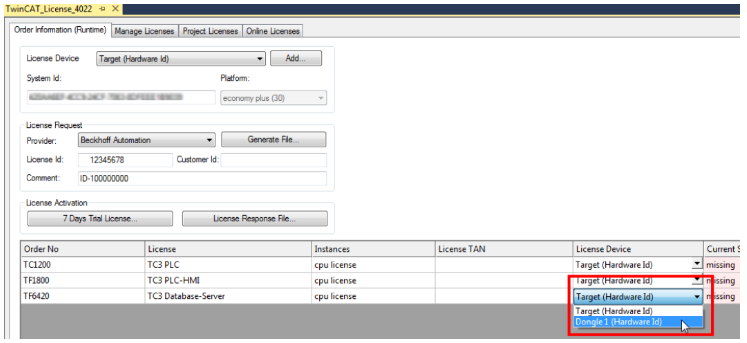 TwinCAT_License_4022
Order Information (Runtime) Manage Licenses Project Licenses Online Licenses
License Device Target (Hardware Id) Add...
System Id: Platform:
economy plus (30)
License Request
Provider: Beckhoff Automation Generate File...
License Id: 12345678 Customer Id:
Comment: ID-100000000
License Activation
7 Days Trial License... License Response File...
Order No License Instances License TAN License Device Current S
TC1200 TC3 PLC cpu license Target (Hardware Id) missing
TF1800 TC3 PLC-HMI cpu license Target (Hardware Id) missing
TF6420 TC3 Database-Server cpu license Target (Hardware Id) missing
Target (Hardware Id)
Dongle 1 (Hardware Id)